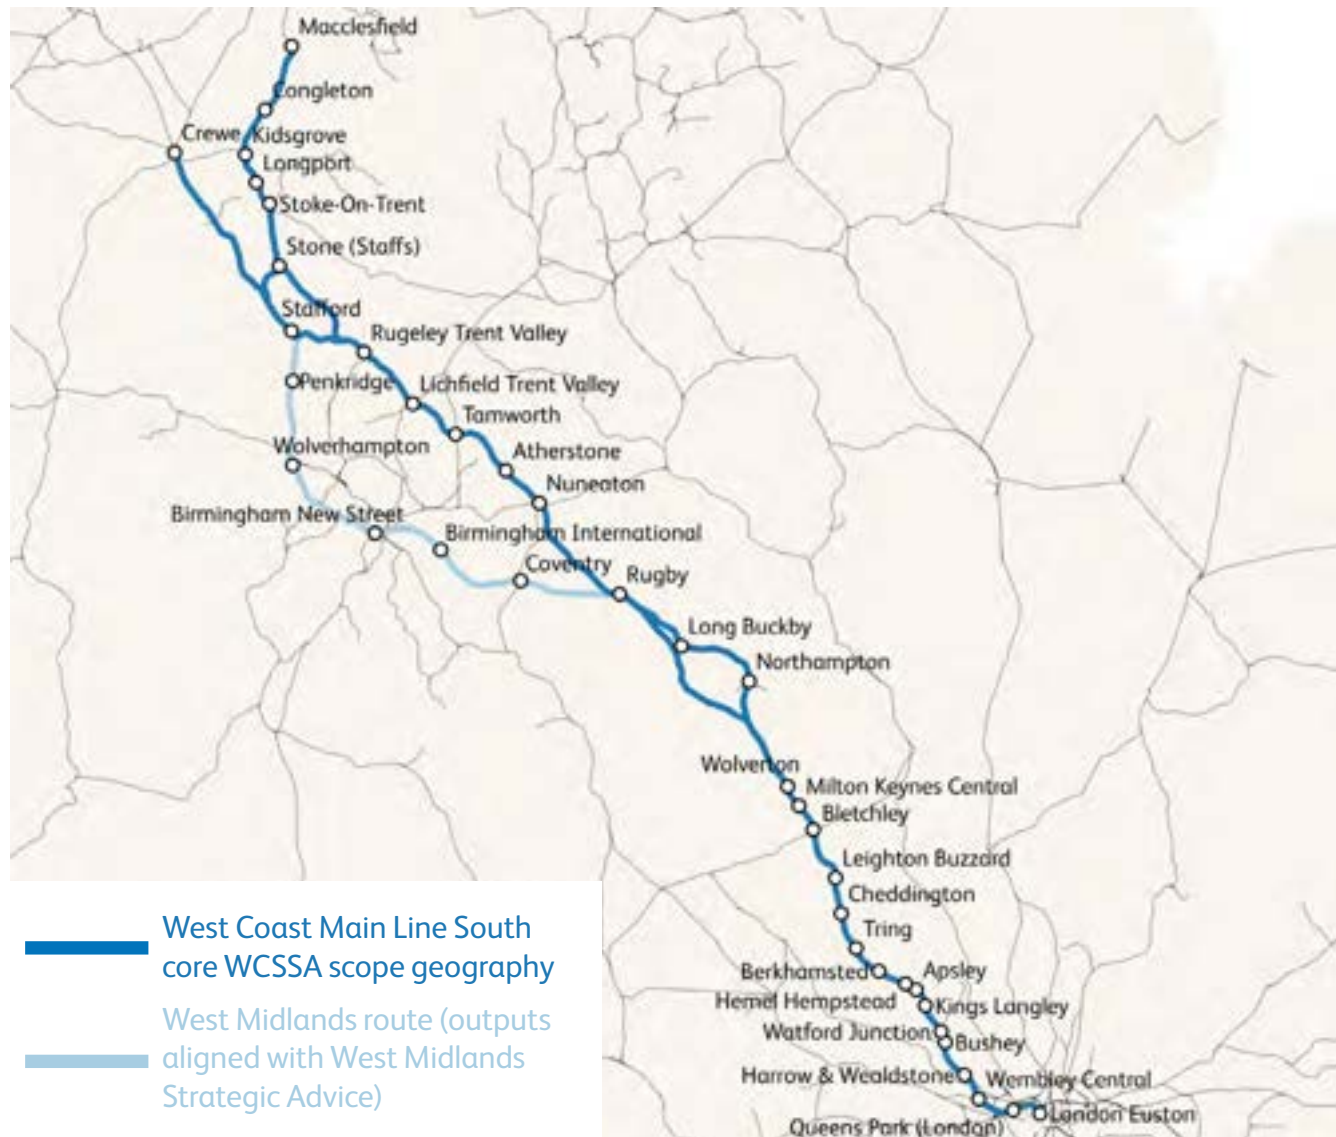 Macclesfield
Congleton
Crewe
Kidsgrove
Longport
Stoke-On-Trent
Stone (Staffs)
Stafford
Rugeley Trent Valley
Penkridge
Lichfield Trent Valley
Tamworth
Wolverhampton
Atherstone
Nuneaton
Birmingham New Street
Birmingham International
Coventry
Rugby
Long Buckby
Northampton
Wolverton
Milton Keynes Central
Bletchley
Leighton Buzzard
Cheddington
Tring
Berkhamsted
Apsley
Hemel Hempstead
Kings Langley
Watford Junction
Bushey
Harrow & Wealdstone
Wembley Central
London Euston
Queens Park (London)
West Coast Main Line South
core WCSSA scope geography
West Midlands route (outputs
aligned with West Midlands
Strategic Advice)